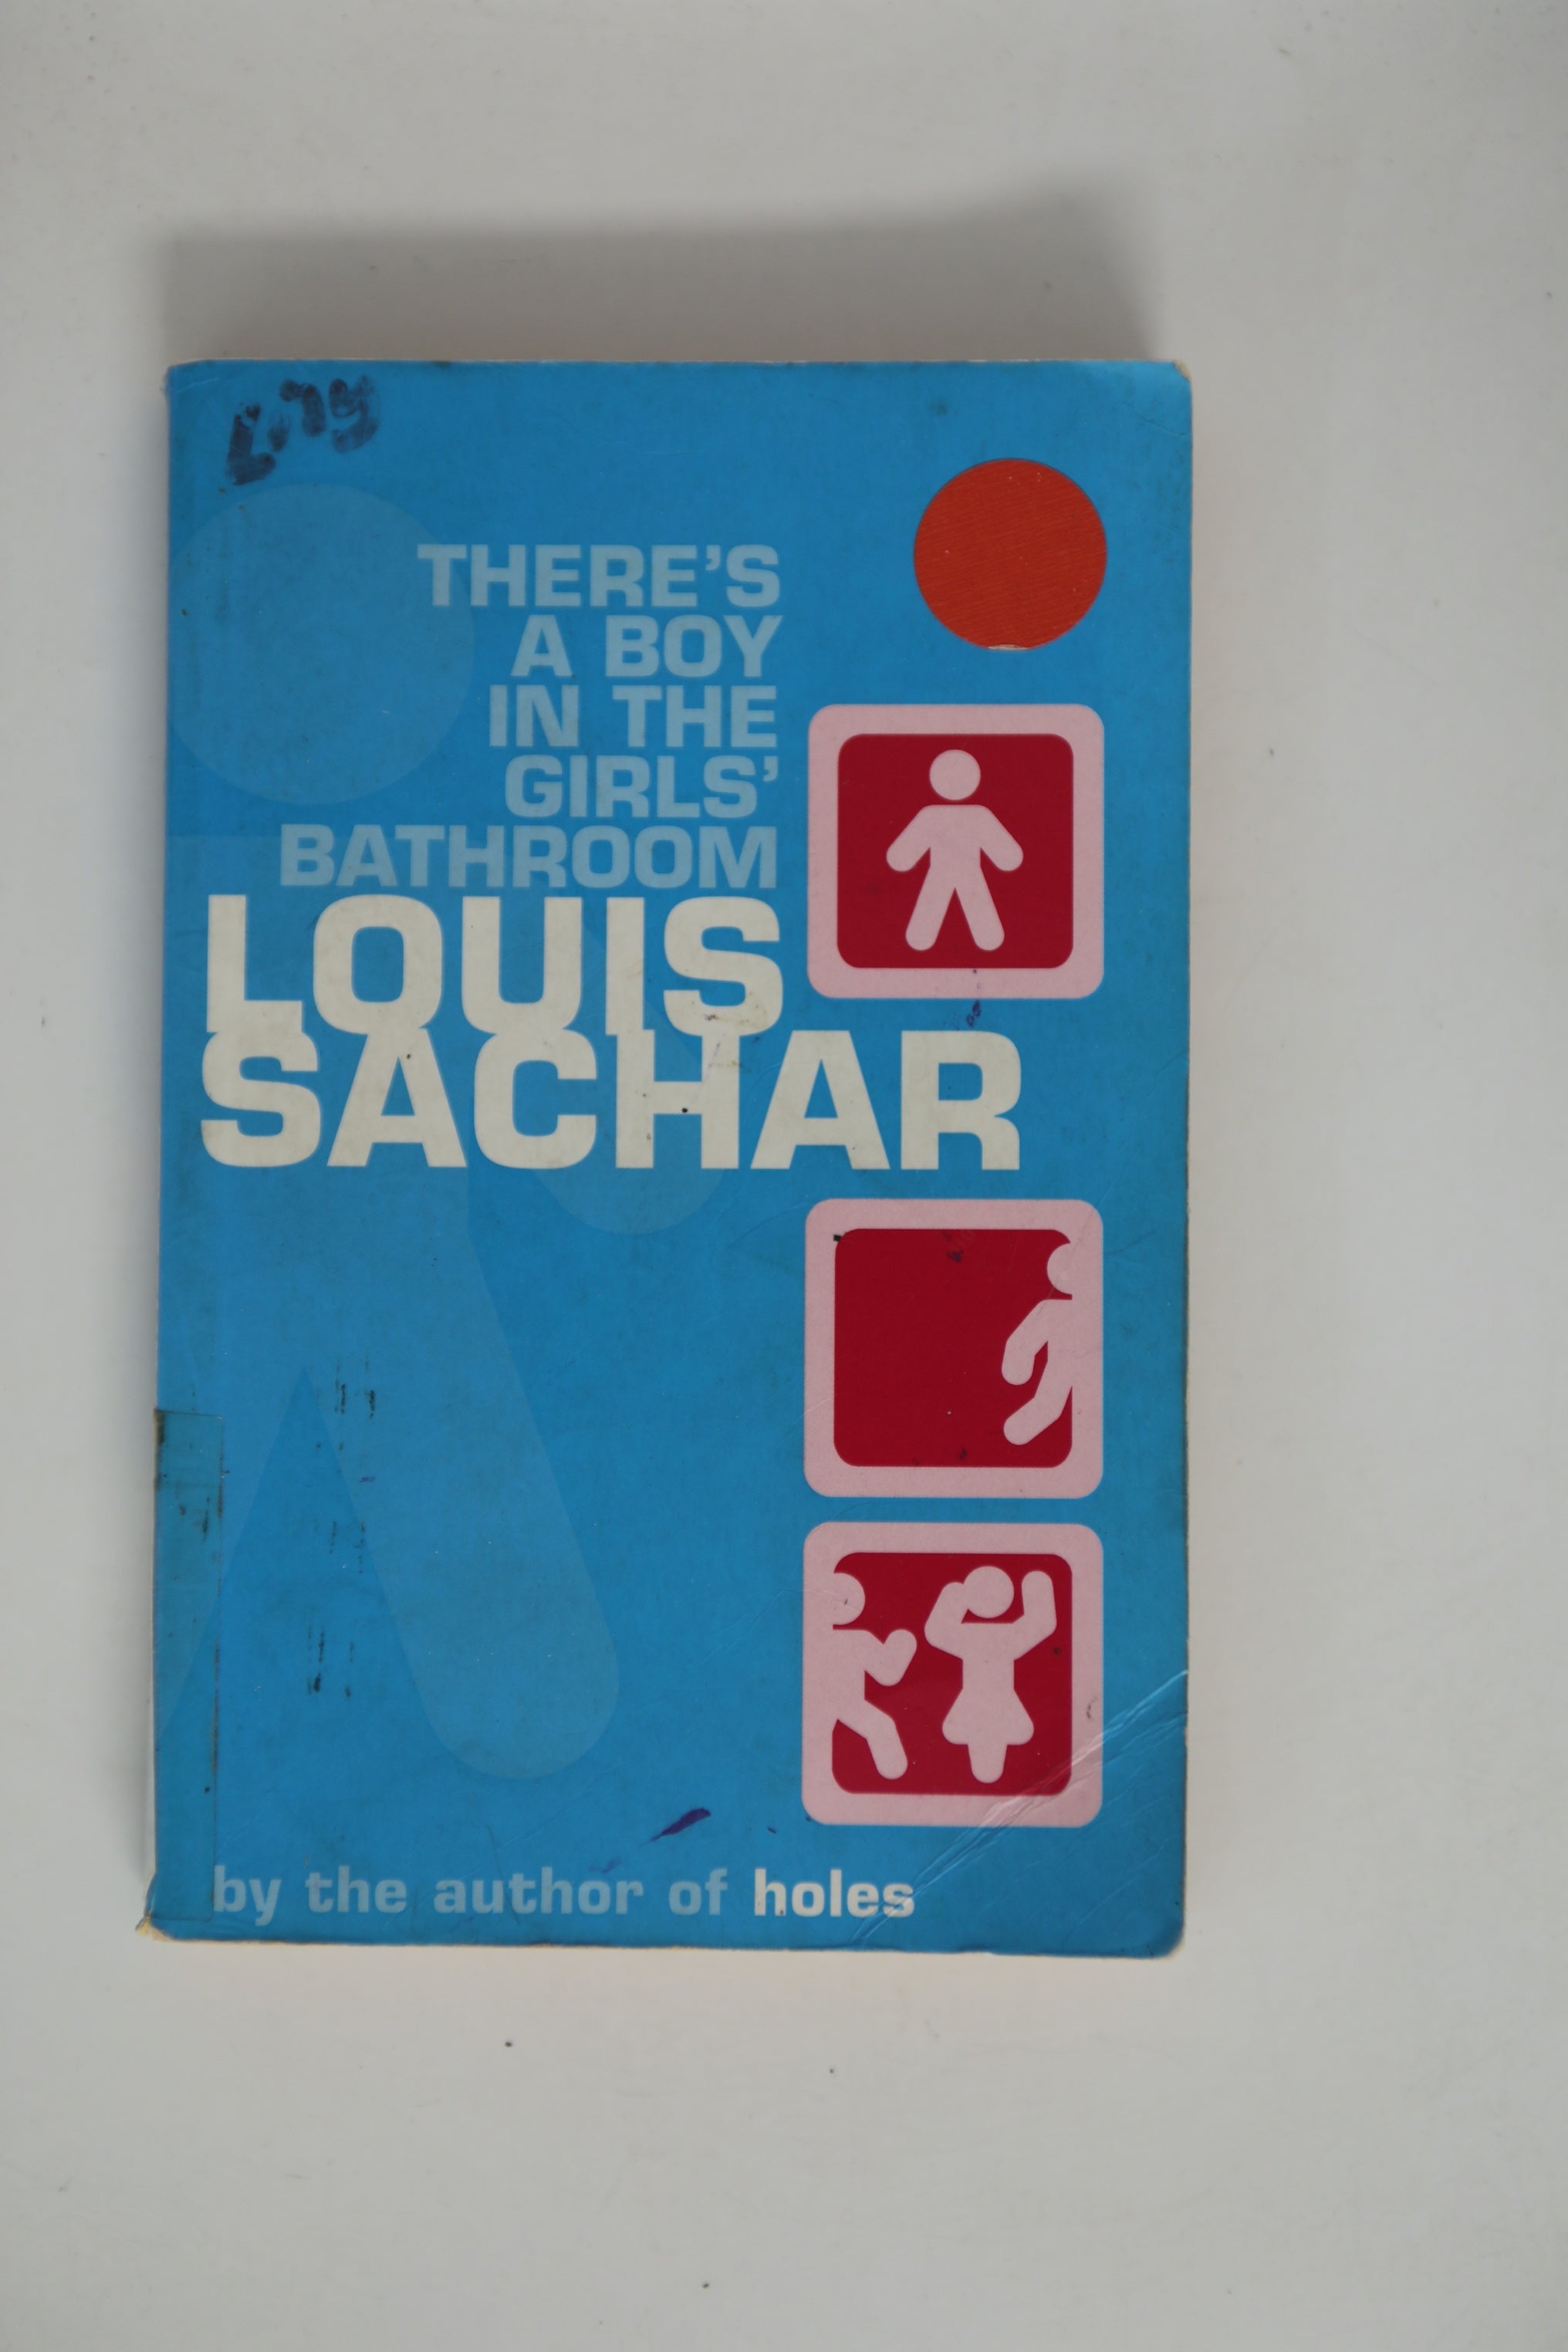 THERE'S
A BOY
IN THE
GIRLS'
BATHROOM
LOUIS
SACHAR
by the author of holes